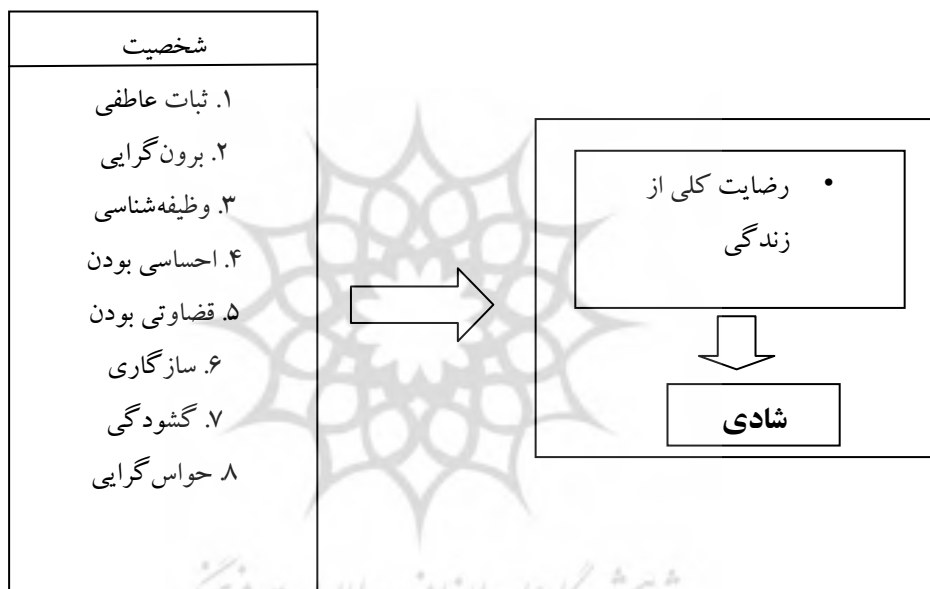 شخصیت
۱. ثبات عاطفی
۲. برون‌گرایی
۳. وظیفه‌شناسی
۴. احساسی بودن
۵. قضاوتی بودن
۶. سازگاری
۷. گشودگی
۸. حواس‌گرایی
• رضایت کلی از
زندگی
شادی